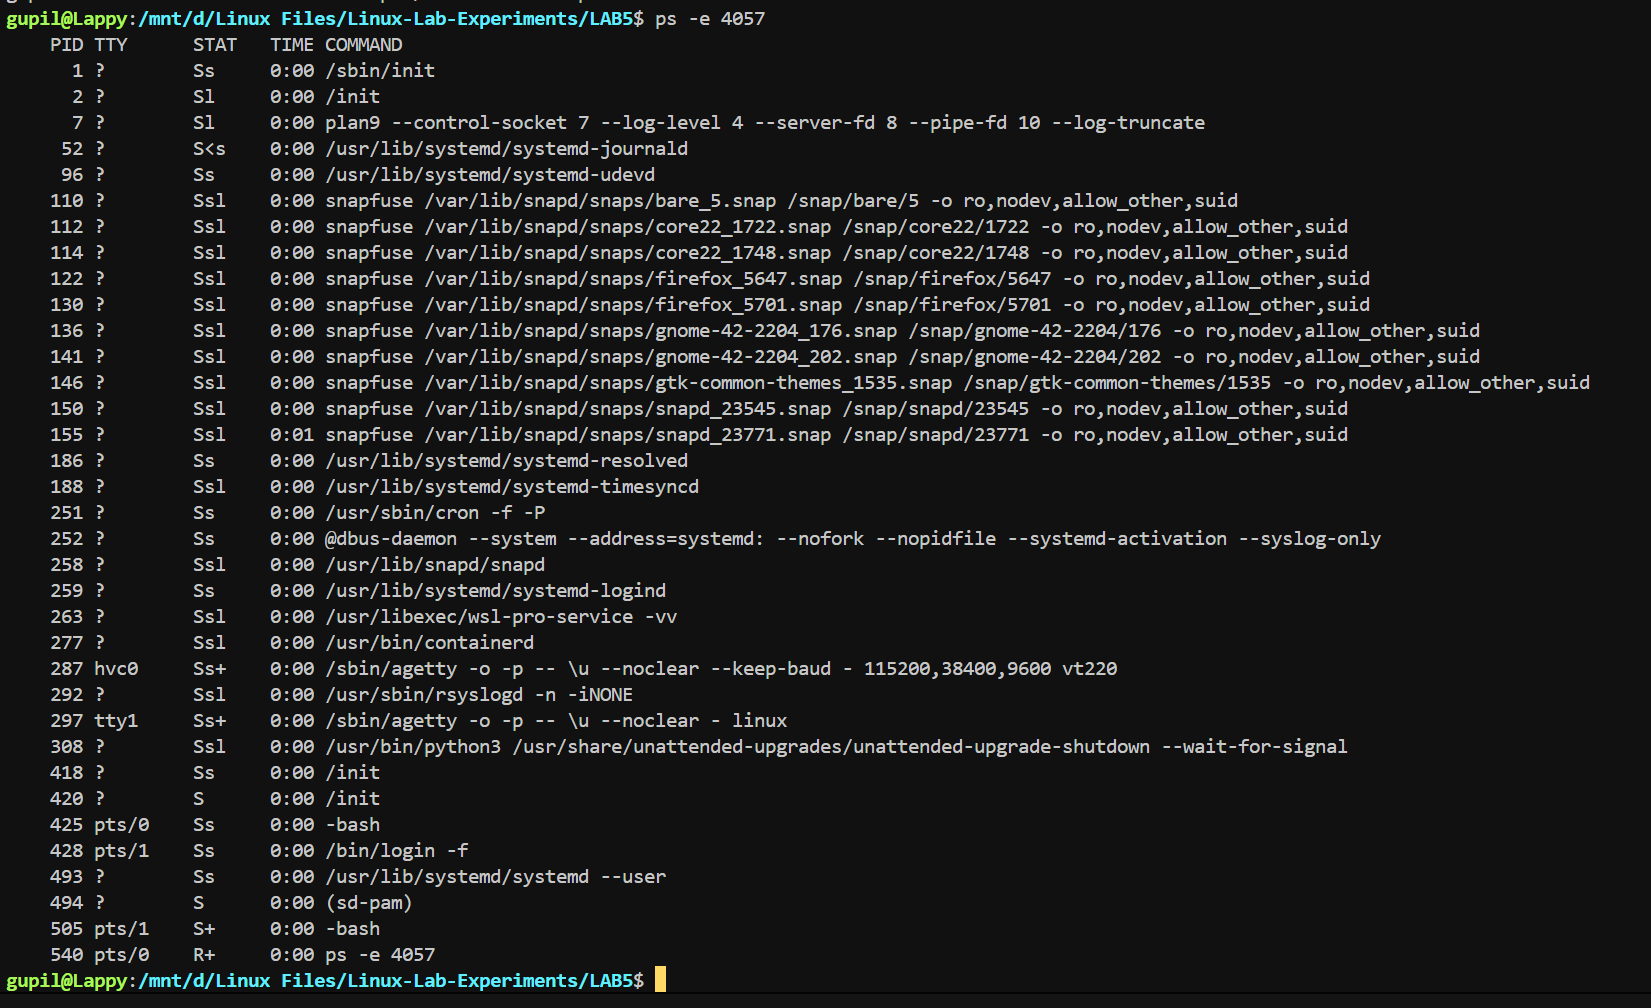 gupil@Lappy:/mnt/d/Linux Files/Linux-Lab-Experiments/LAB5$ ps -e 4057
    PID TTY      STAT   TIME COMMAND
      1 ?        Ss     0:00 /sbin/init
      2 ?        Sl     0:00 /init
      7 ?        Sl     0:00 plan9 --control-socket 7 --log-level 4 --server-fd 8 --pipe-fd 10 --log-truncate
     52 ?        S<s    0:00 /usr/lib/systemd/systemd-journald
     96 ?        Ss     0:00 /usr/lib/systemd/systemd-udevd
    110 ?        Ssl    0:00 snapfuse /var/lib/snapd/snaps/bare_5.snap /snap/bare/5 -o ro,nodev,allow_other,suid
    112 ?        Ssl    0:00 snapfuse /var/lib/snapd/snaps/core22_1722.snap /snap/core22/1722 -o ro,nodev,allow_other,suid
    114 ?        Ssl    0:00 snapfuse /var/lib/snapd/snaps/core22_1748.snap /snap/core22/1748 -o ro,nodev,allow_other,suid
    122 ?        Ssl    0:00 snapfuse /var/lib/snapd/snaps/firefox_5647.snap /snap/firefox/5647 -o ro,nodev,allow_other,suid
    130 ?        Ssl    0:00 snapfuse /var/lib/snapd/snaps/firefox_5701.snap /snap/firefox/5701 -o ro,nodev,allow_other,suid
    136 ?        Ssl    0:00 snapfuse /var/lib/snapd/snaps/gnome-42-2204_176.snap /snap/gnome-42-2204/176 -o ro,nodev,allow_other,suid
    141 ?        Ssl    0:00 snapfuse /var/lib/snapd/snaps/gnome-42-2204_202.snap /snap/gnome-42-2204/202 -o ro,nodev,allow_other,suid
    146 ?        Ssl    0:00 snapfuse /var/lib/snapd/snaps/gtk-common-themes_1535.snap /snap/gtk-common-themes/1535 -o ro,nodev,allow_other,suid
    150 ?        Ssl    0:00 snapfuse /var/lib/snapd/snaps/snapd_23545.snap /snap/snapd/23545 -o ro,nodev,allow_other,suid
    155 ?        Ssl    0:01 snapfuse /var/lib/snapd/snaps/snapd_23771.snap /snap/snapd/23771 -o ro,nodev,allow_other,suid
    186 ?        Ss     0:00 /usr/lib/systemd/systemd-resolved
    188 ?        Ssl    0:00 /usr/lib/systemd/systemd-timesyncd
    251 ?        Ss     0:00 /usr/sbin/cron -f -P
    252 ?        Ss     0:00 @dbus-daemon --system --address=systemd: --nofork --nopidfile --systemd-activation --syslog-only
    258 ?        Ssl    0:00 /usr/lib/snapd/snapd
    259 ?        Ss     0:00 /usr/lib/systemd/systemd-logind
    263 ?        Ssl    0:00 /usr/libexec/wsl-pro-service -vv
    277 ?        Ssl    0:00 /usr/bin/containerd
    287 hvc0     Ss+    0:00 /sbin/agetty -o -p -- \u --noclear --keep-baud - 115200,38400,9600 vt220
    292 ?        Ssl    0:00 /usr/sbin/rsyslogd -n -iNONE
    297 tty1     Ss+    0:00 /sbin/agetty -o -p -- \u --noclear - linux
    308 ?        Ssl    0:00 /usr/bin/python3 /usr/share/unattended-upgrades/unattended-upgrade-shutdown --wait-for-signal
    418 ?        Ss     0:00 /init
    420 ?        S      0:00 /init
    425 pts/0    Ss     0:00 -bash
    428 pts/1    Ss     0:00 /bin/login -f
    493 ?        Ss     0:00 /usr/lib/systemd/systemd --user
    494 ?        S      0:00 (sd-pam)
    505 pts/1    S+     0:00 -bash
    540 pts/0    R+     0:00 ps -e 4057
gupil@Lappy:/mnt/d/Linux Files/Linux-Lab-Experiments/LAB5$